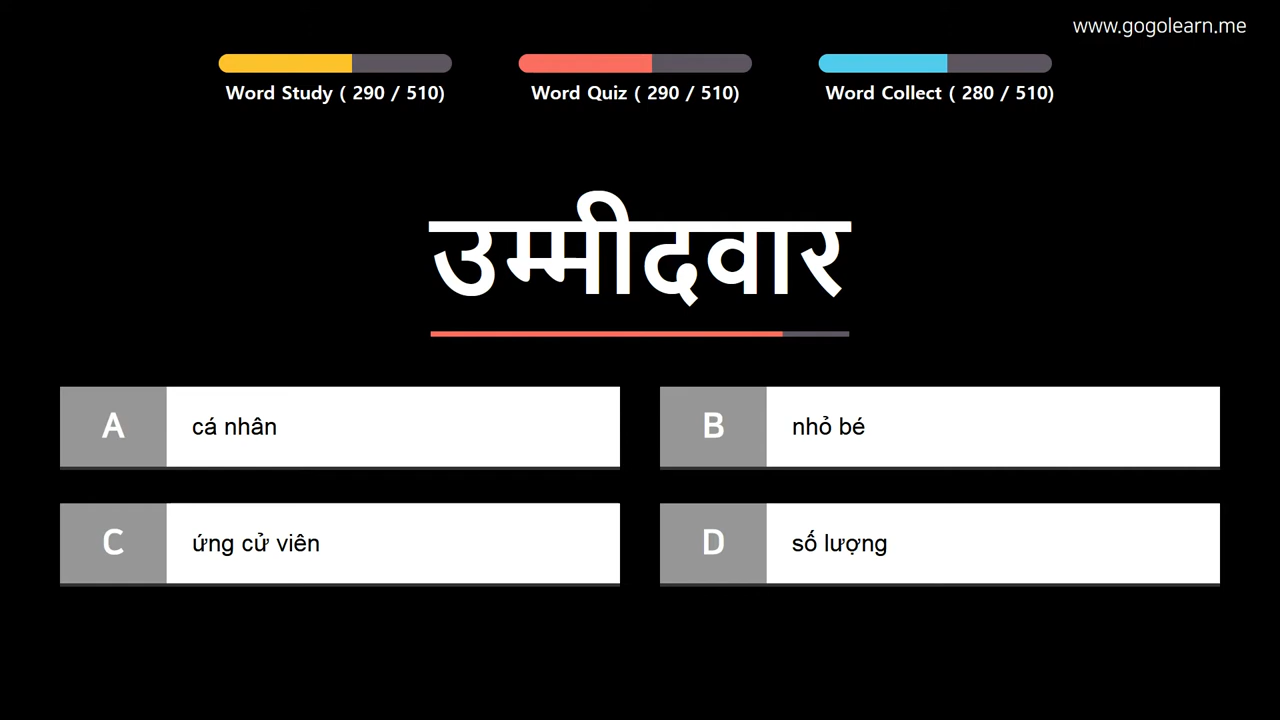 www.gogolearn.me
Word Study ( 290 / 510)
Word Quiz ( 290 / 510)
Word Collect ( 280 / 510)
उम्मीदवार
A
cá nhân
B
nhỏ bé
C
ứng cử viên
D
số lượng